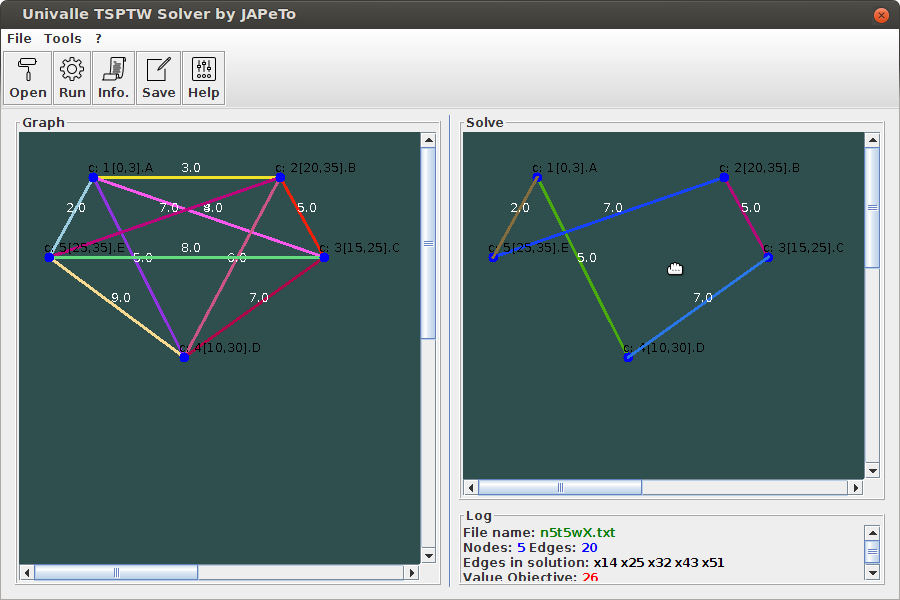 Univalle TSPTW Solver by JAPeTo
File Tools ?
Open Run Info. Save Help
Graph
c: 1[0,3].A 3.0 c: 2[20,35].B
2.0 7.0 4.0 5.0
c: 5[25,35].E 8.0 c: 3[15,25].C
5.0 6.0
9.0 7.0
c: 4[10,30].D
Solve
c: 1[0,3].A c: 2[20,35].B
2.0 7.0 5.0
c: 5[25,35].E 5.0 c: 3[15,25].C
7.0
c: 4[10,30].D
Log
File name: n5t5wX.txt
Nodes: 5 Edges: 20
Edges in solution: x14 x25 x32 x43 x51
Value Objective: 26